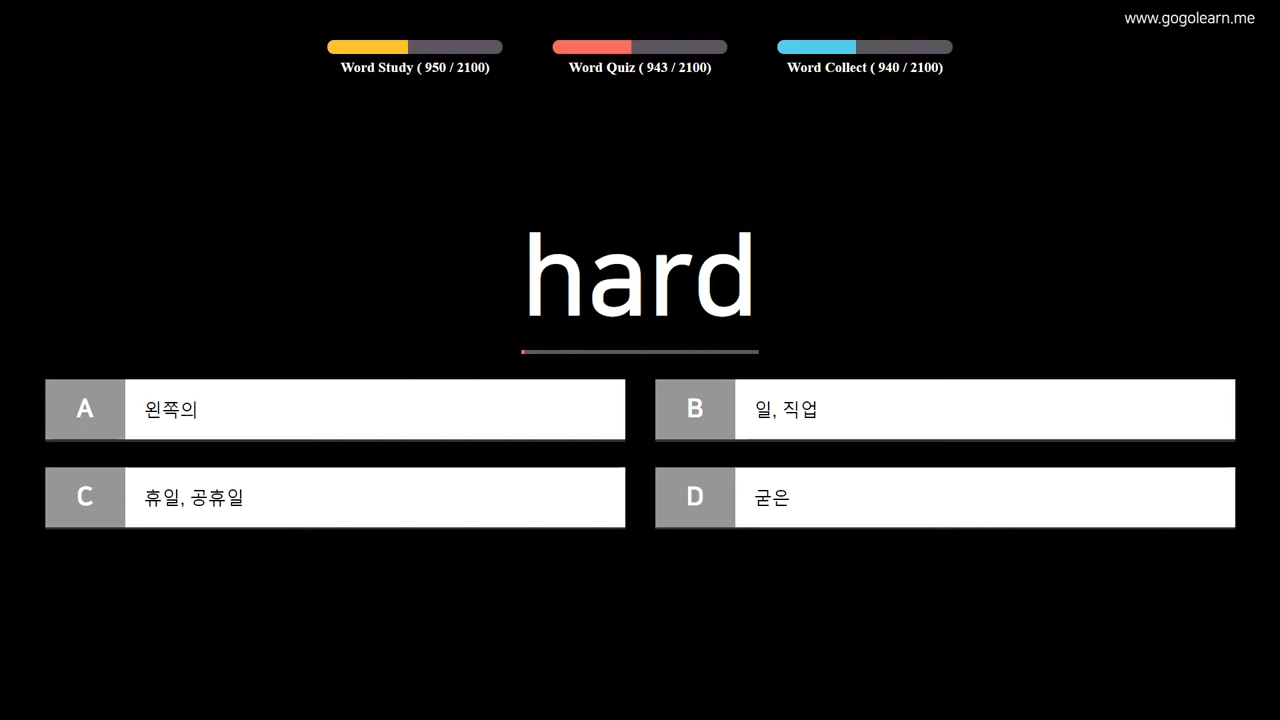 www.gogolearn.me
Word Study ( 950 / 2100)
Word Quiz ( 943 / 2100)
Word Collect ( 940 / 2100)
hard
A 왼쪽의
B 일, 직업
C 휴일, 공휴일
D 굳은